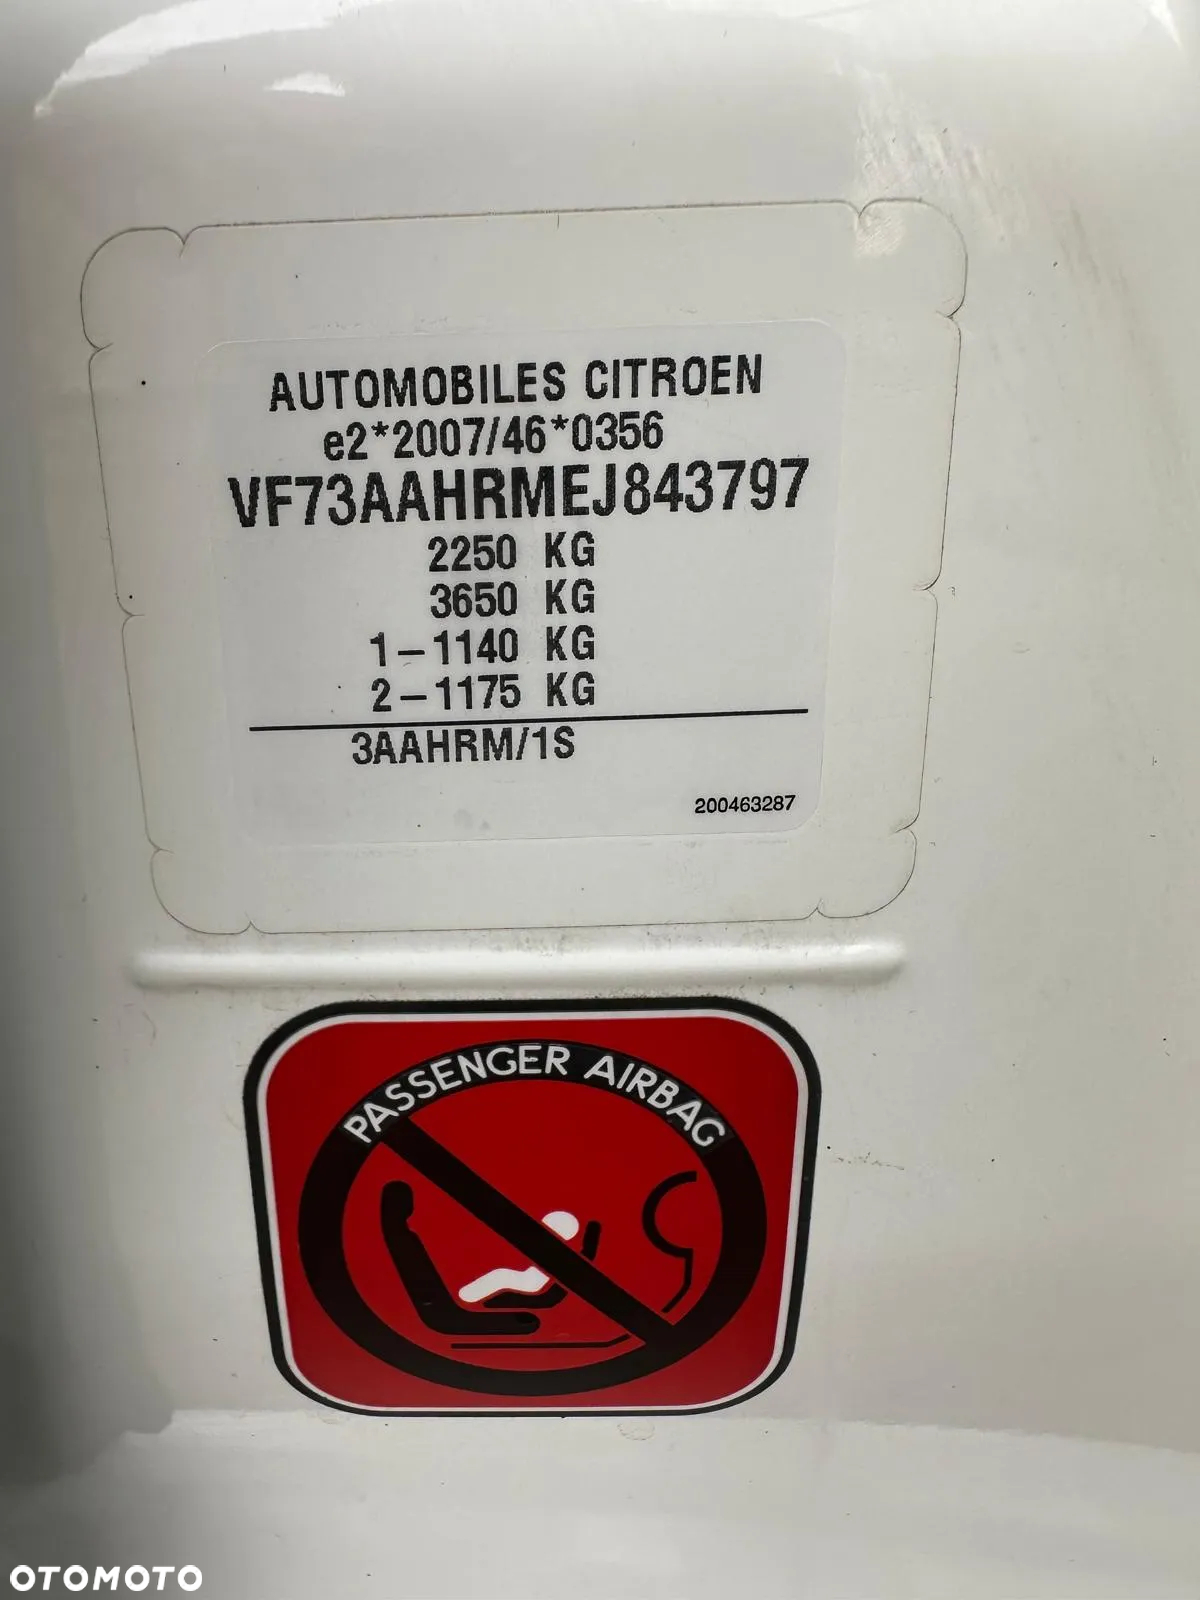 AUTOMOBILES CITROEN
e2*2007/46*0356
VF73AAHRMEJ843797
2250 KG
3650 KG
1-1140 KG
2-1175 KG
3AAHRM/1S
200463287
PASSENGER AIRBAG
OTOMOTO